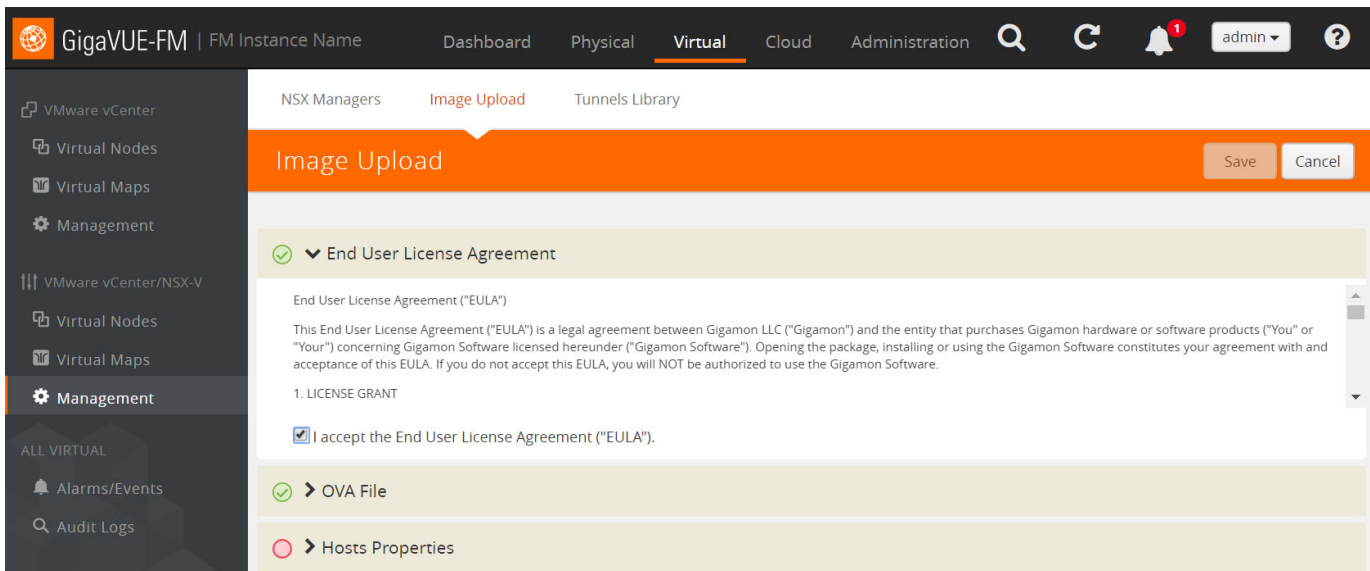 GigaVUE-FM | FM Instance Name Dashboard Physical Virtual Cloud Administration 1 admin ?
VMware vCenter
Virtual Nodes
Virtual Maps
Management
VMware vCenter/NSX-V
Virtual Nodes
Virtual Maps
Management
ALL VIRTUAL
Alarms/Events
Audit Logs
NSX Managers Image Upload Tunnels Library
Image Upload Save Cancel
End User License Agreement
End User License Agreement ("EULA")
This End User License Agreement ("EULA") is a legal agreement between Gigamon LLC ("Gigamon") and the entity that purchases Gigamon hardware or software products ("You" or
"Your") concerning Gigamon Software licensed hereunder ("Gigamon Software"). Opening the package, installing or using the Gigamon Software constitutes your agreement with and
acceptance of this EULA. If you do not accept this EULA, you will NOT be authorized to use the Gigamon Software.
1. LICENSE GRANT
I accept the End User License Agreement ("EULA").
OVA File
Hosts Properties